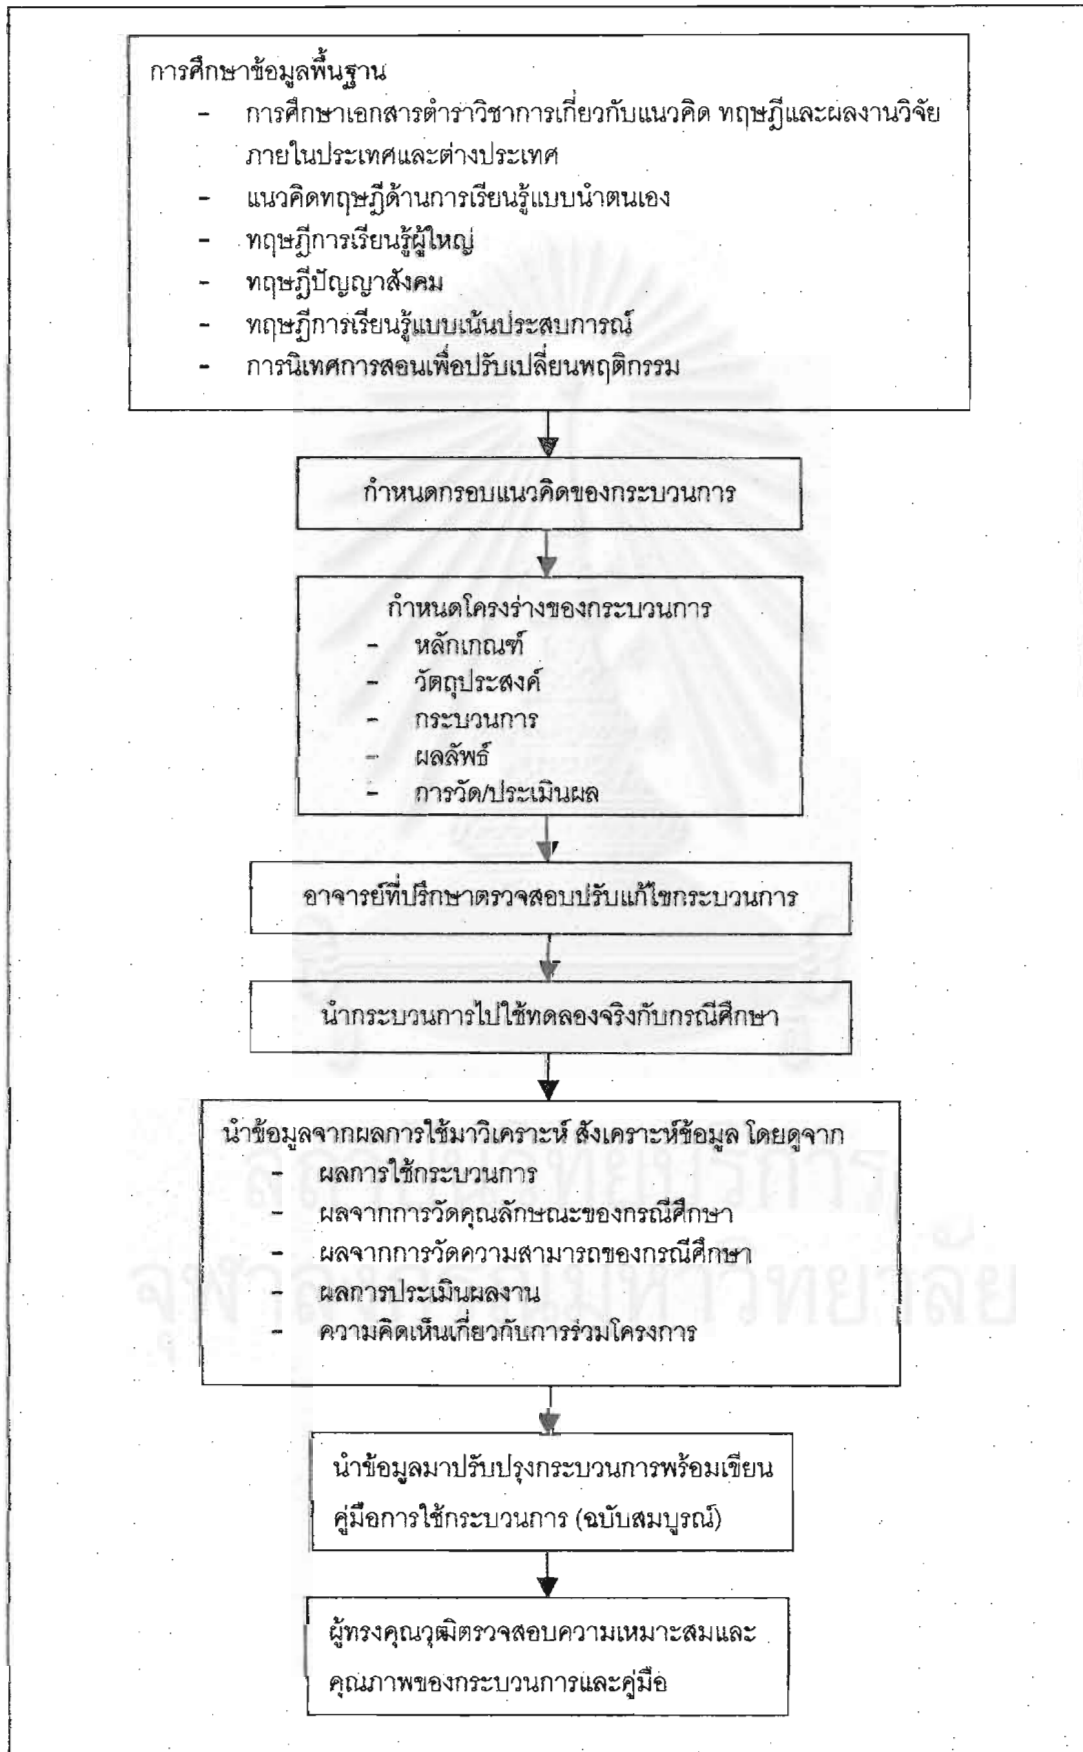 การศึกษาข้อมูลพื้นฐาน
- การศึกษาเอกสารตำราวิชาการเกี่ยวกับแนวคิด ทฤษฎีและผลงานวิจัย
ภายในประเทศและต่างประเทศ
- แนวคิดทฤษฎีด้านการเรียนรู้แบบนำตนเอง
- ทฤษฎีการเรียนรู้ผู้ใหญ่
- ทฤษฎีปัญญาสังคม
- ทฤษฎีการเรียนรู้แบบเน้นประสบการณ์
- การนิเทศการสอนเพื่อปรับเปลี่ยนพฤติกรรม
กำหนดกรอบแนวคิดของกระบวนการ
กำหนดโครงร่างของกระบวนการ
- หลักเกณฑ์
- วัตถุประสงค์
- กระบวนการ
- ผลลัพธ์
- การวัด/ประเมินผล
อาจารย์ที่ปรึกษาตรวจสอบปรับแก้ไขกระบวนการ
นำกระบวนการไปใช้ทดลองจริงกับกรณีศึกษา
นำข้อมูลจากผลการใช้มาวิเคราะห์ สังเคราะห์ข้อมูล โดยดูจาก
- ผลการใช้กระบวนการ
- ผลจากการวัดคุณลักษณะของกรณีศึกษา
- ผลจากการวัดความสามารถของกรณีศึกษา
- ผลการประเมินผลงาน
- ความคิดเห็นเกี่ยวกับการร่วมโครงการ
สถาบันวิทยบริการ
จุฬาลงกรณ์มหาวิทยาลัย
นำข้อมูลมาปรับปรุงกระบวนการพร้อมเขียน
คู่มือการใช้กระบวนการ (ฉบับสมบูรณ์)
ผู้ทรงคุณวุฒิตรวจสอบความเหมาะสมและ
คุณภาพของกระบวนการและคู่มือ